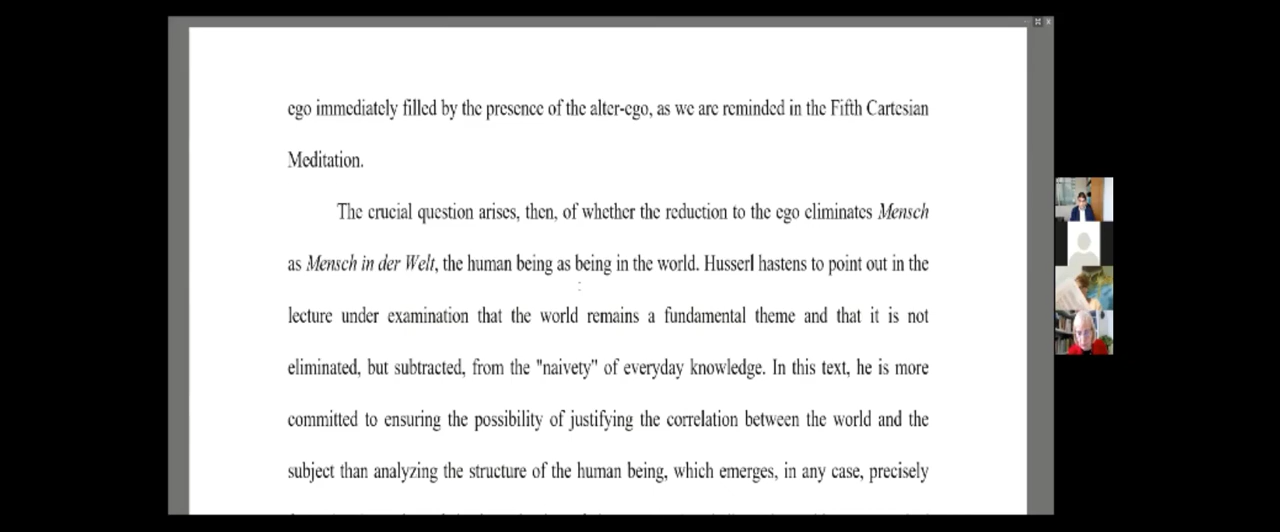 ego immediately filled by the presence of the alter-ego, as we are reminded in the Fifth Cartesian
Meditation.
The crucial question arises, then, of whether the reduction to the ego eliminates Mensch
as Mensch in der Welt, the human being as being in the world. Husserl hastens to point out in the
lecture under examination that the world remains a fundamental theme and that it is not
eliminated, but subtracted, from the "naivety" of everyday knowledge. In this text, he is more
committed to ensuring the possibility of justifying the correlation between the world and the
subject than analyzing the structure of the human being, which emerges, in any case, precisely